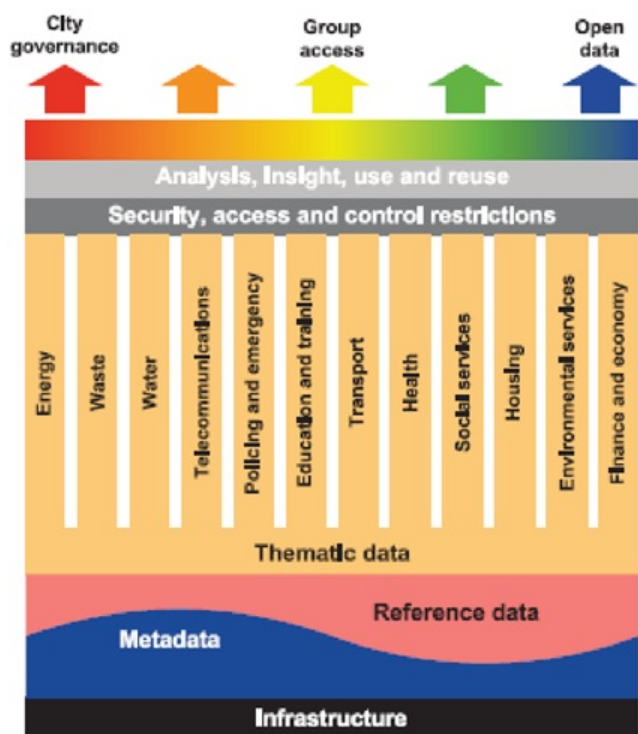 City
governance
Group
access
Open
data
Analysis, Insight, use and reuse
Security, access and control restrictions
Energy
Waste
Water
Telecommunications
Policing and emergency
Education and training
Transport
Health
Social services
Housing
Environmental services
Finance and economy
Thematic data
Reference data
Metadata
Infrastructure